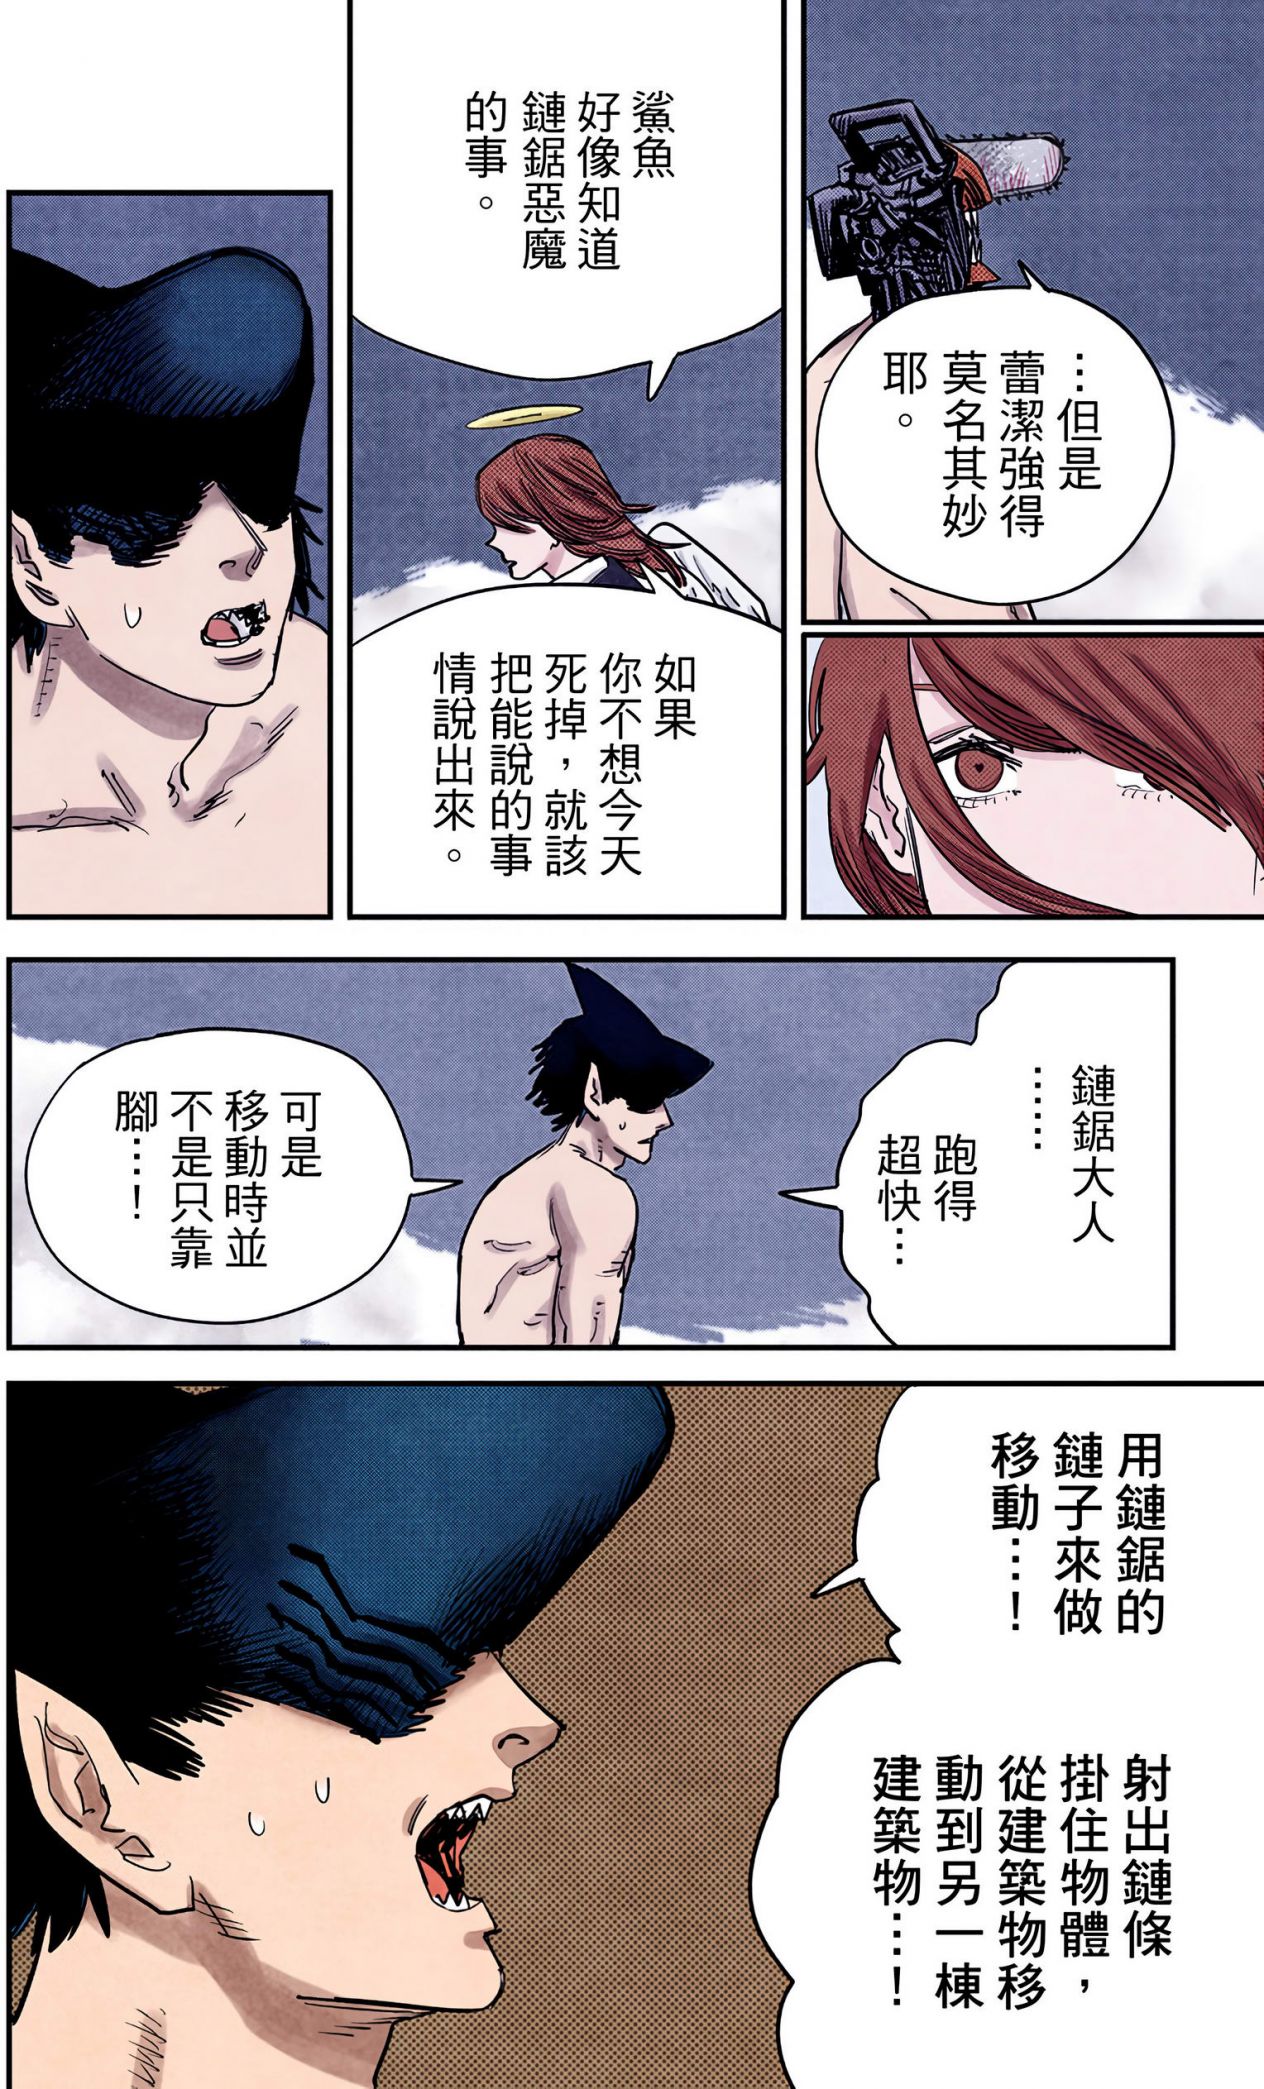 …但是
蕾潔強得
莫名其妙
耶。
鯊魚
好像知道
鏈鋸惡魔
的事。
如果
你不想今天
死掉，就該
把能說的事
情說出來。
鏈鋸大人
……
跑得
超快…
可是
移動時並
不是只靠
腳…！
用鏈鋸的
鏈子來做
移動…！
射出鏈條
掛住物體，
從建築物移
動到另一棟
建築物…！